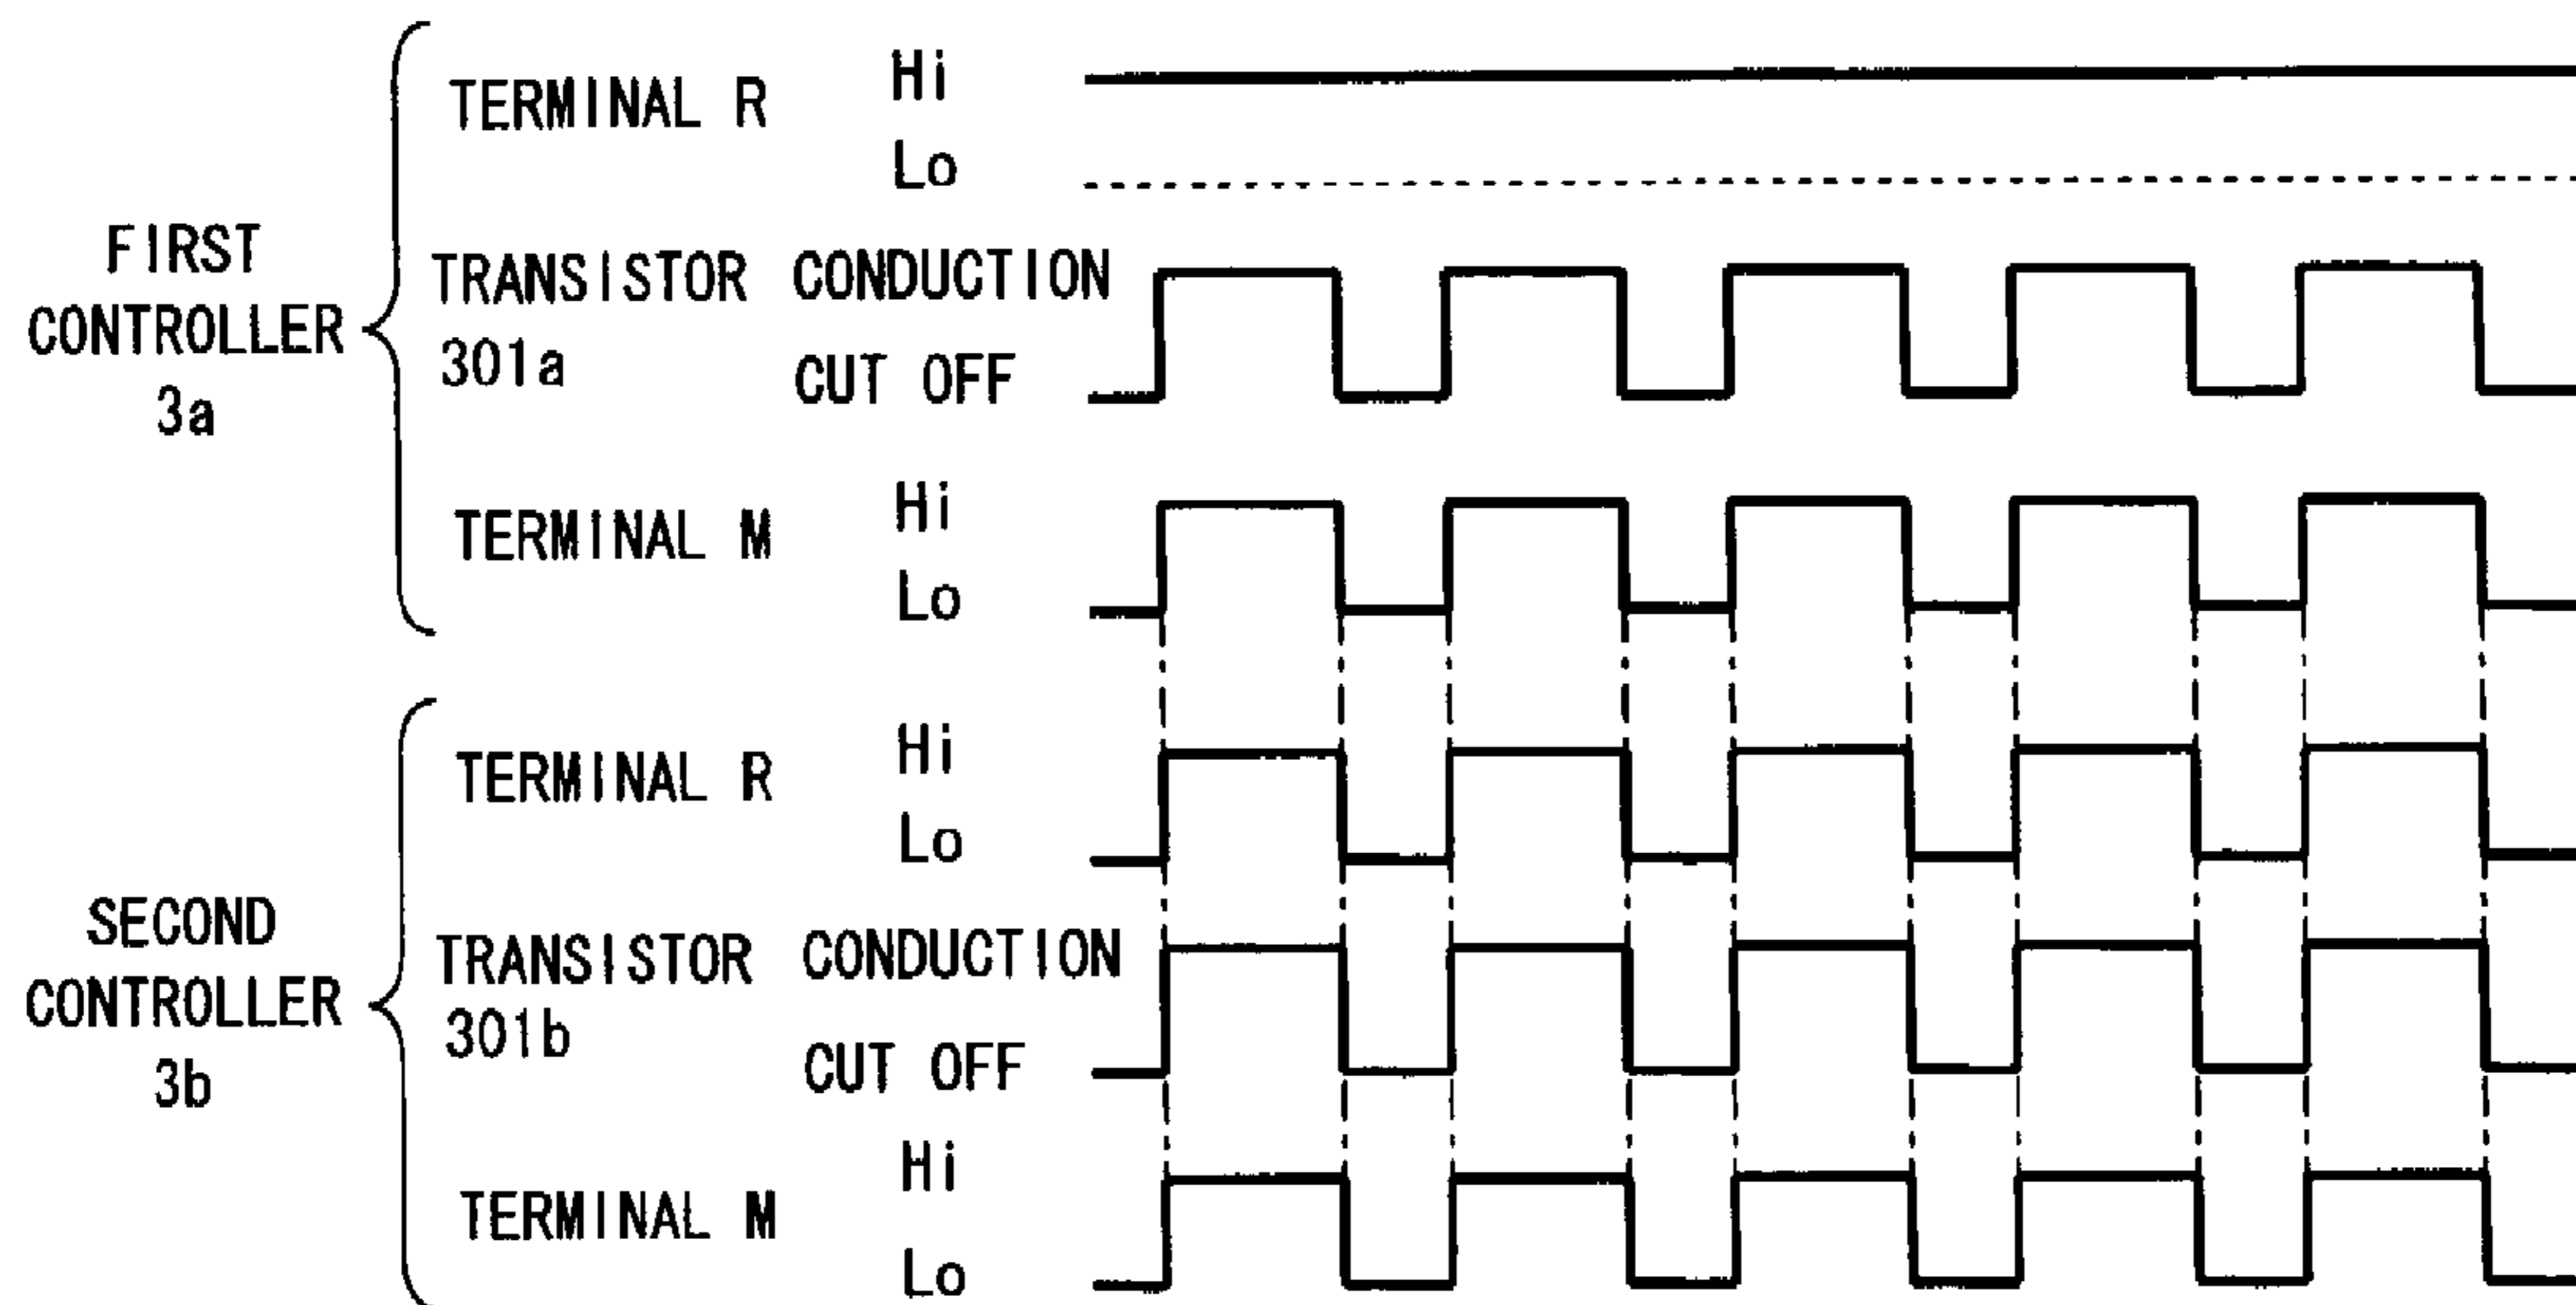 FIRST
CONTROLLER
3a
TERMINAL R
Hi
Lo
TRANSISTOR
301a
CONDUCTION
CUT OFF
TERMINAL M
Hi
Lo
SECOND
CONTROLLER
3b
TERMINAL R
Hi
Lo
TRANSISTOR
301b
CONDUCTION
CUT OFF
TERMINAL M
Hi
Lo